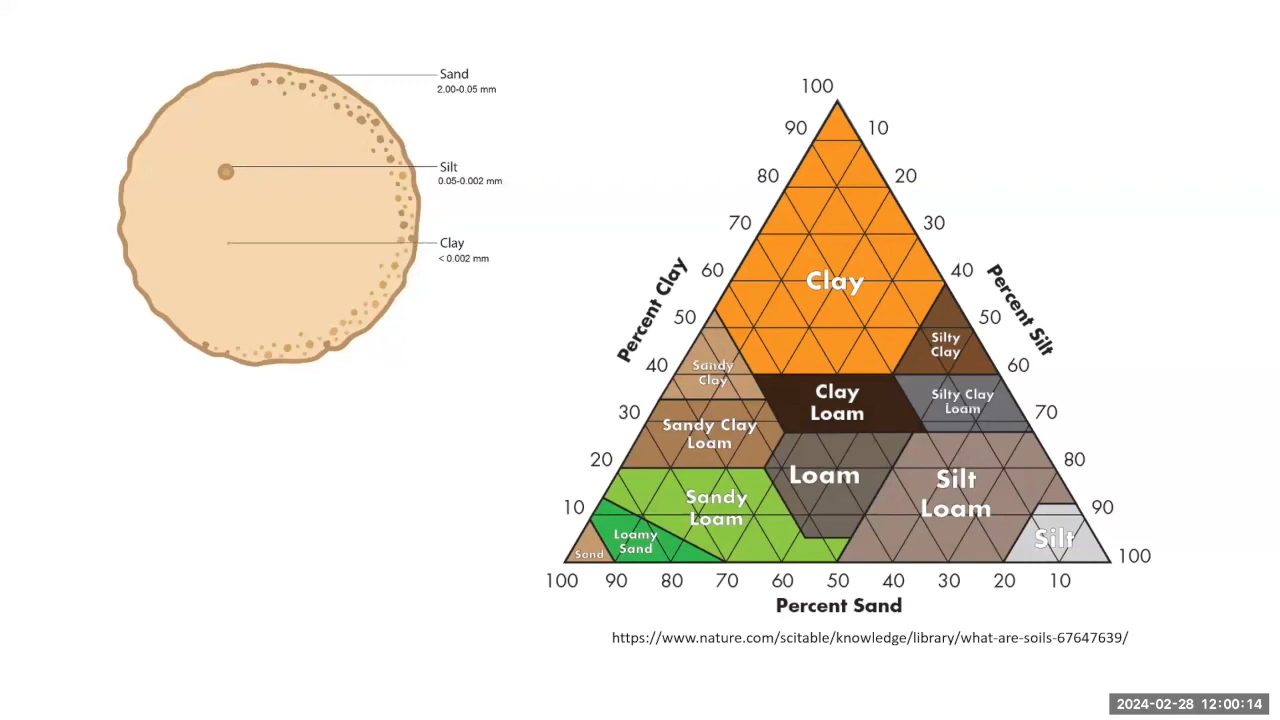 Sand
2.00-0.05 mm
Silt
0.05-0.002 mm
Clay
< 0.002 mm
100
90
10
80
20
70
30
60
40
50
50
40
60
30
70
20
80
10
90
100
Percent Clay
Percent Silt
Clay
Silty
Clay
Sandy
Clay
Clay
Loam
Silty Clay
Loam
Sandy Clay
Loam
Loam
Silt
Loam
Sandy
Loam
Loamy
Sand
Sand
Silt
100 90 80 70 60 50 40 30 20 10
Percent Sand
https://www.nature.com/scitable/knowledge/library/what-are-soils-67647639/
2024-02-28 12:00:14